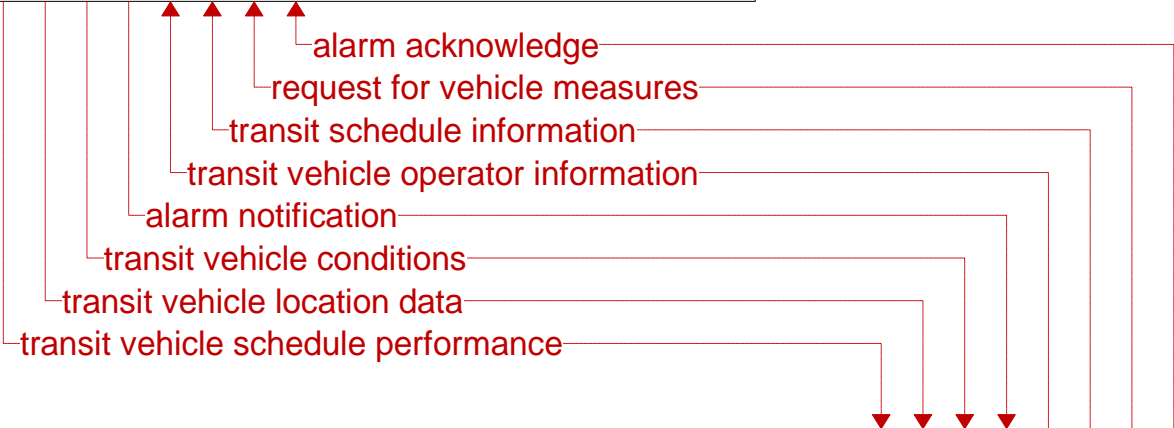 alarm acknowledge
request for vehicle measures
transit schedule information
transit vehicle operator information
alarm notification
transit vehicle conditions
transit vehicle location data
transit vehicle schedule performance